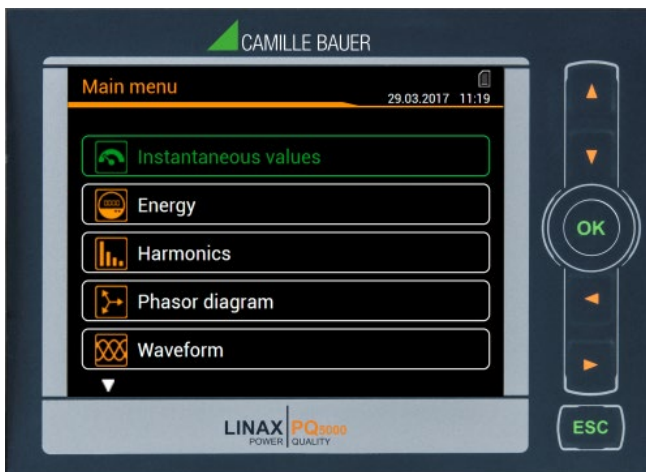 CAMILLE BAUER
Main menu
29.03.2017 11:19
Instantaneous values
Energy
Harmonics
Phasor diagram
Waveform
OK
ESC
LINAX PQ5000
POWER QUALITY